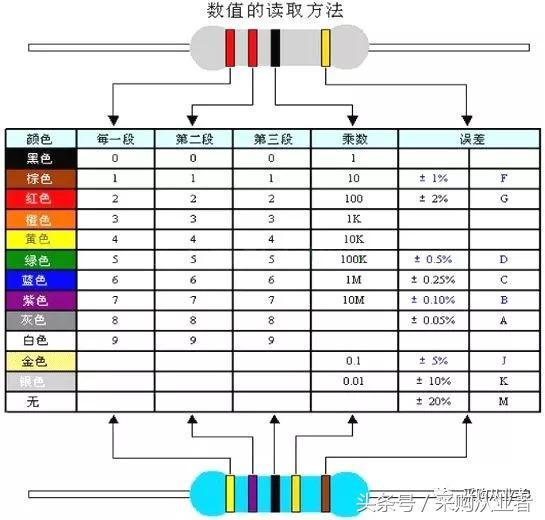 数值的读取方法
颜色 每一段 第二段 第三段 乘数 误差
黑色 0 0 0 1
棕色 1 1 1 10 ± 1% F
红色 2 2 2 100 ± 2% G
橙色 3 3 3 1K
黄色 4 4 4 10K
绿色 5 5 5 100K ± 0.5% D
蓝色 6 6 6 1M ± 0.25% C
紫色 7 7 7 10M ± 0.10% B
灰色 8 8 8 ± 0.05% A
白色 9 9 9
金色 0.1 ± 5% J
银色 0.01 ± 10% K
无 ± 20% M
采购从业者
头条号/采购从业者